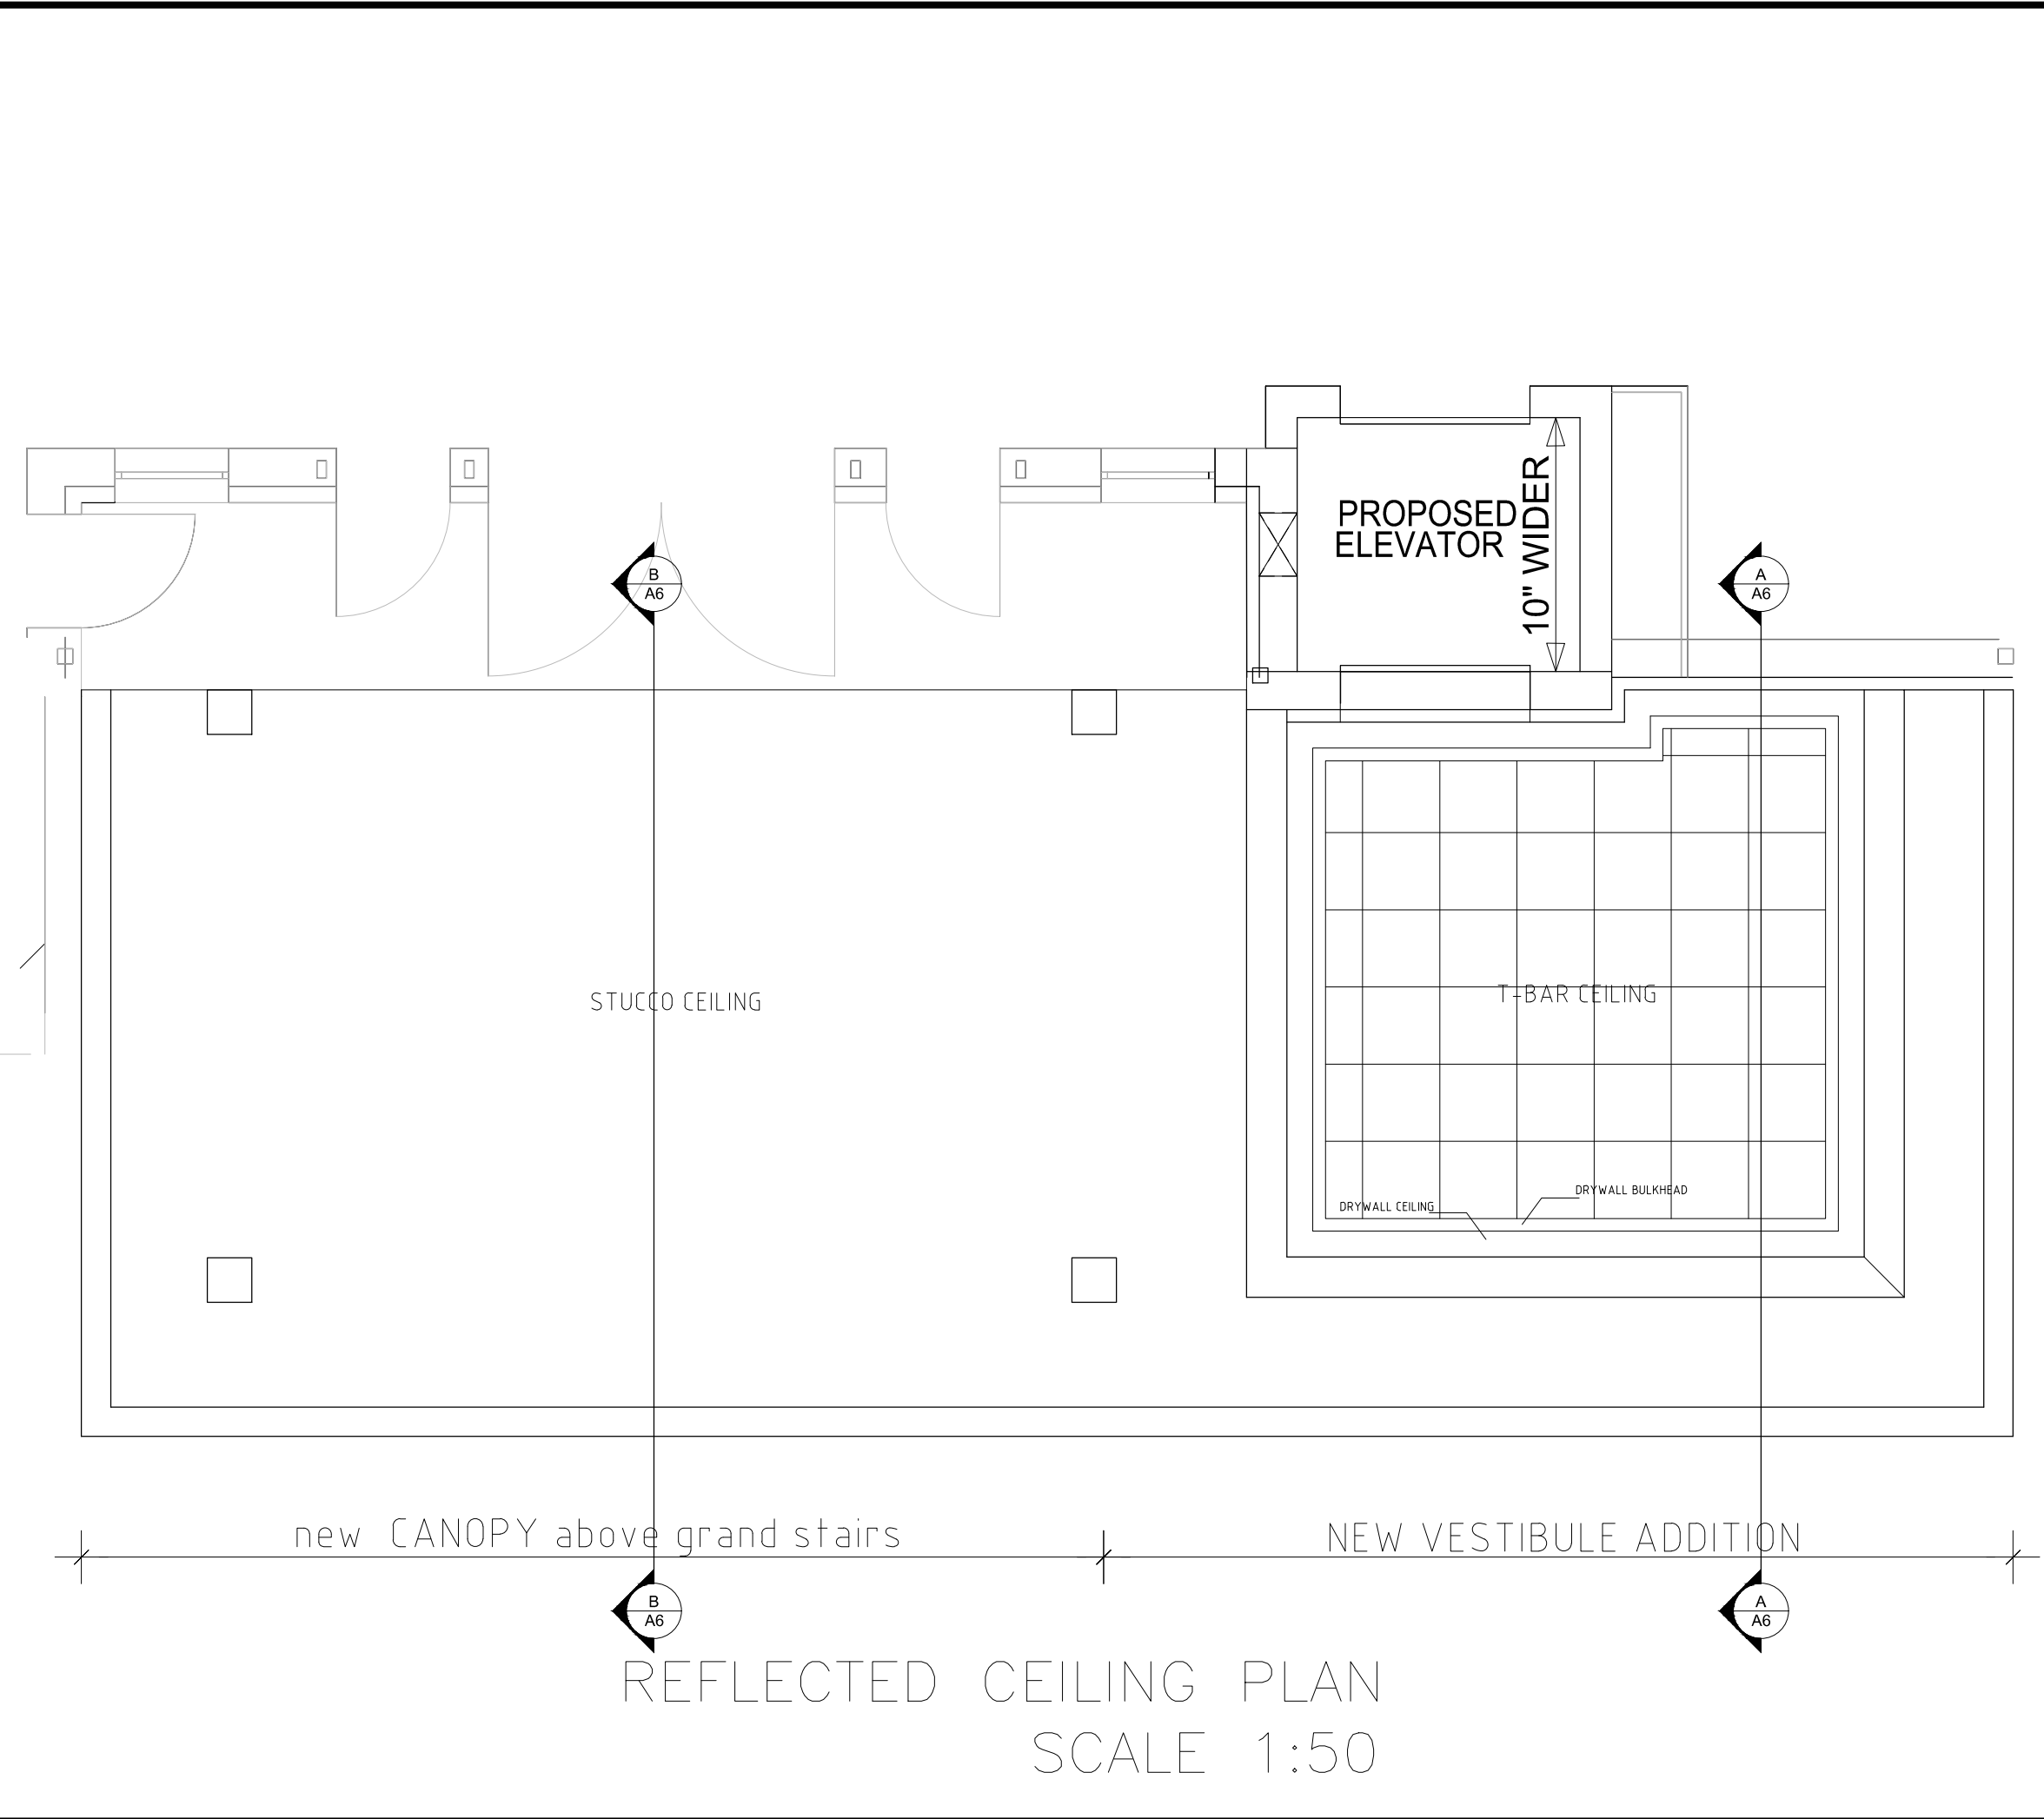 PROPOSED
ELEVATOR
10" WIDER
B
A6
A
A6
STUCCO CEILING
T-BAR CEILING
DRYWALL BULKHEAD
DRYWALL CEILING
new CANOPY above grand stairs
NEW VESTIBULE ADDITION
B
A6
A
A6
REFLECTED CEILING PLAN
SCALE 1:50